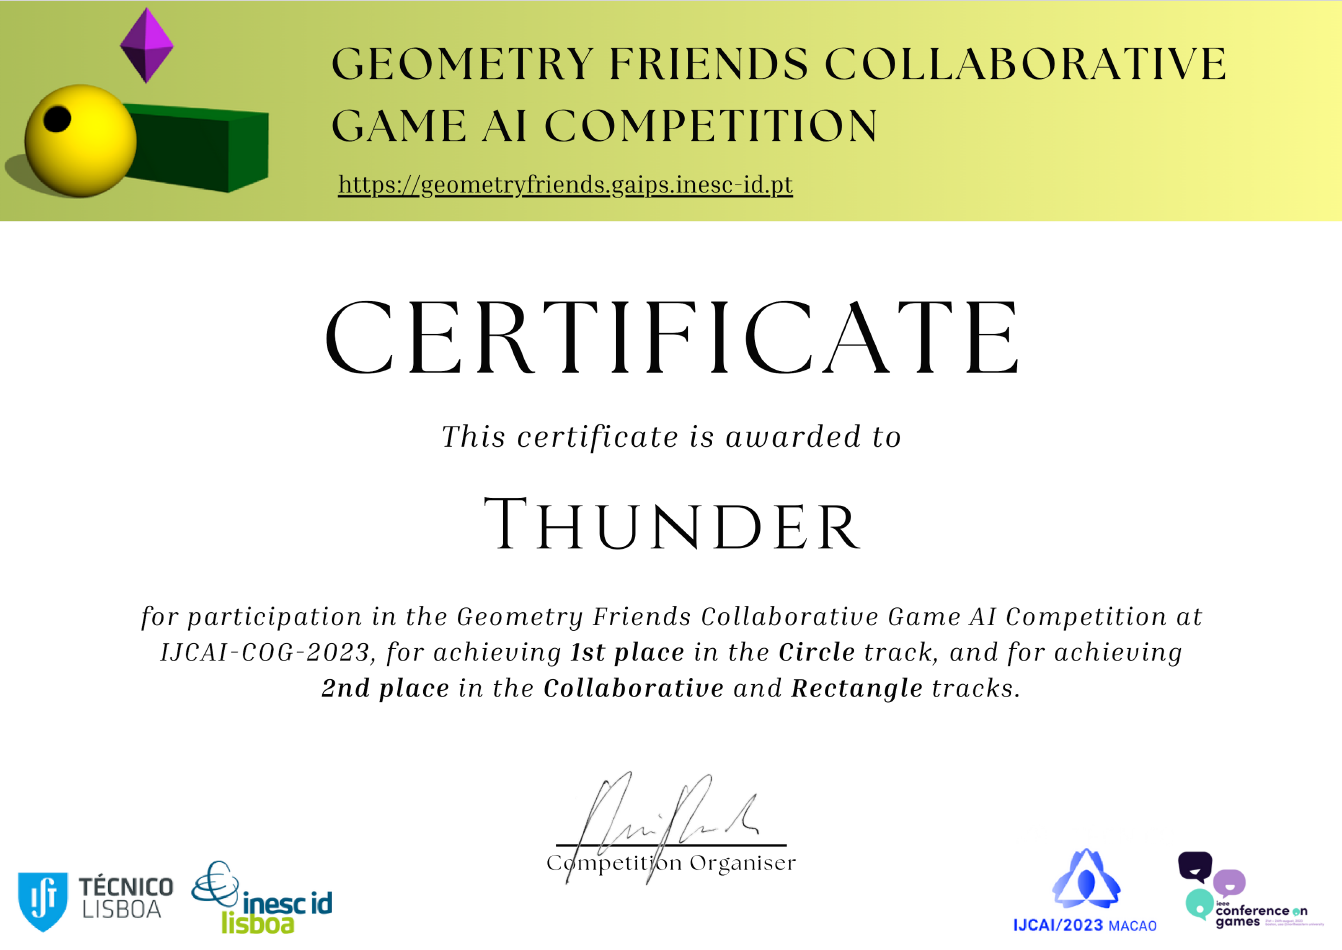 GEOMETRY FRIENDS COLLABORATIVE
GAME AI COMPETITION
https://geometryfriends.gaips.inesc-id.pt
CERTIFICATE
This certificate is awarded to
THUNDER
for participation in the Geometry Friends Collaborative Game AI Competition at
IJCAI-COG-2023, for achieving 1st place in the Circle track, and for achieving
2nd place in the Collaborative and Rectangle tracks.
Competition Organiser
TÉCNICO
LISBOA
inesc id
lisboa
IJCAI/2023 MACAO
ieee
conference on
games